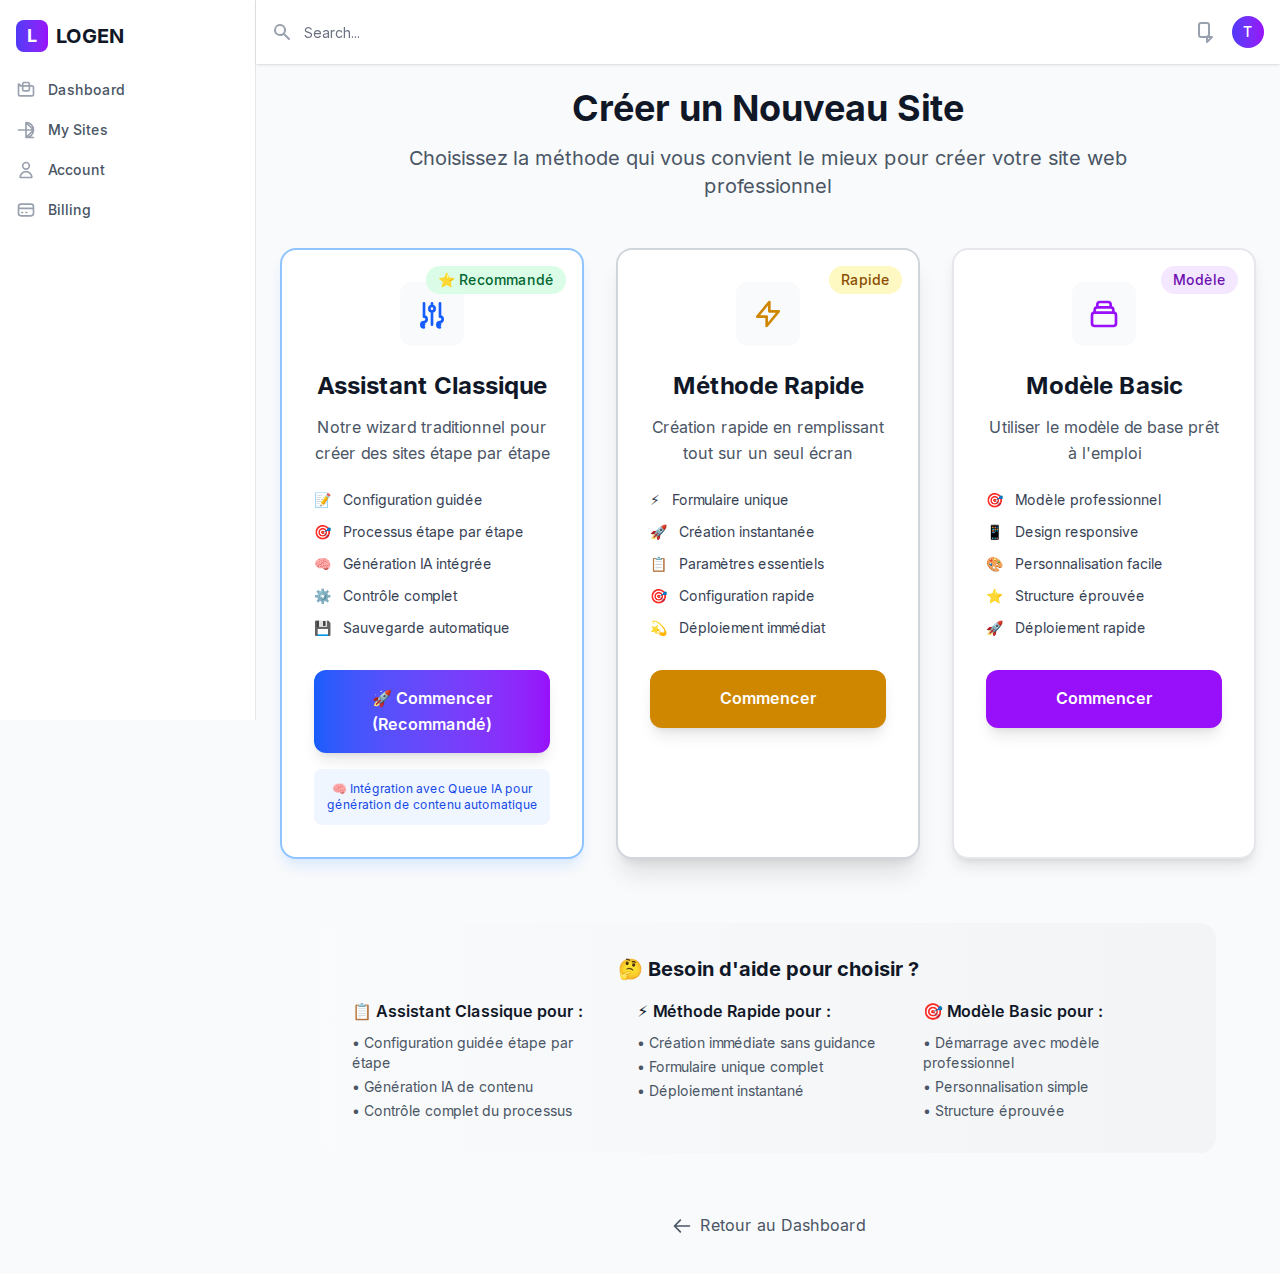 L LOGEN
Search...
T
Dashboard
My Sites
Account
Billing
Créer un Nouveau Site
Choisissez la méthode qui vous convient le mieux pour créer votre site web
professionnel
⭐ Recommandé
Assistant Classique
Notre wizard traditionnel pour
créer des sites étape par étape
📝 Configuration guidée
🎯 Processus étape par étape
🧠 Génération IA intégrée
⚙️ Contrôle complet
💾 Sauvegarde automatique
🚀 Commencer
(Recommandé)
🧠 Intégration avec Queue IA pour
génération de contenu automatique
Rapide
Méthode Rapide
Création rapide en remplissant
tout sur un seul écran
⚡ Formulaire unique
🚀 Création instantanée
📋 Paramètres essentiels
🎯 Configuration rapide
💫 Déploiement immédiat
Commencer
Modèle
Modèle Basic
Utiliser le modèle de base prêt
à l'emploi
🎯 Modèle professionnel
📱 Design responsive
🎨 Personnalisation facile
⭐ Structure éprouvée
🚀 Déploiement rapide
Commencer
🤔 Besoin d'aide pour choisir ?
📋 Assistant Classique pour :
• Configuration guidée étape par
étape
• Génération IA de contenu
• Contrôle complet du processus
⚡ Méthode Rapide pour :
• Création immédiate sans guidance
• Formulaire unique complet
• Déploiement instantané
🎯 Modèle Basic pour :
• Démarrage avec modèle
professionnel
• Personnalisation simple
• Structure éprouvée
Retour au Dashboard